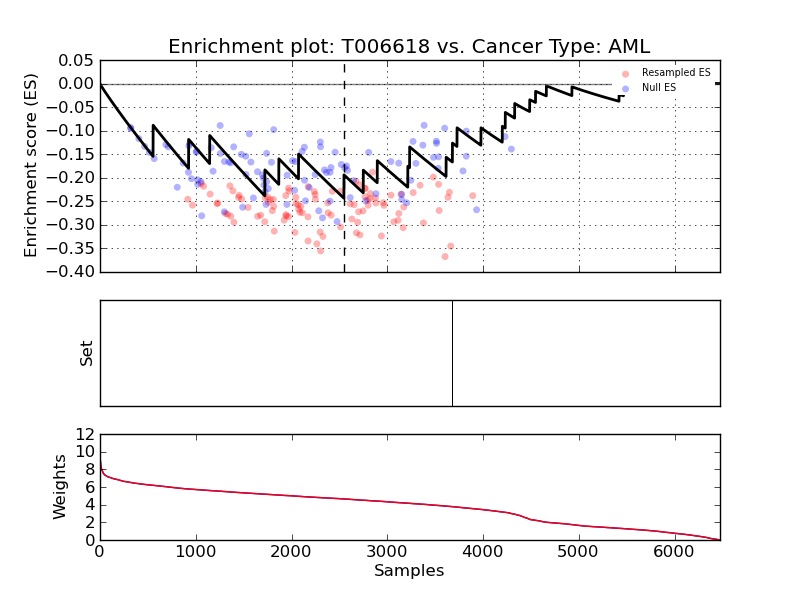 Enrichment plot: T006618 vs. Cancer Type: AML
Enrichment score (ES)
0.05
0.00
−0.05
−0.10
−0.15
−0.20
−0.25
−0.30
−0.35
−0.40
Resampled ES
Null ES
Set
Weights
12
10
8
6
4
2
0
0 1000 2000 3000 4000 5000 6000
Samples